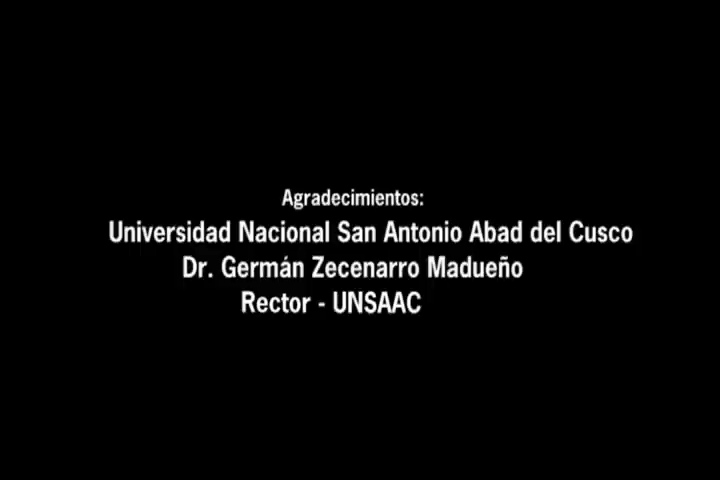 Agradecimientos:
Universidad Nacional San Antonio Abad del Cusco
Dr. Germán Zecenarro Madueño
Rector - UNSAAC